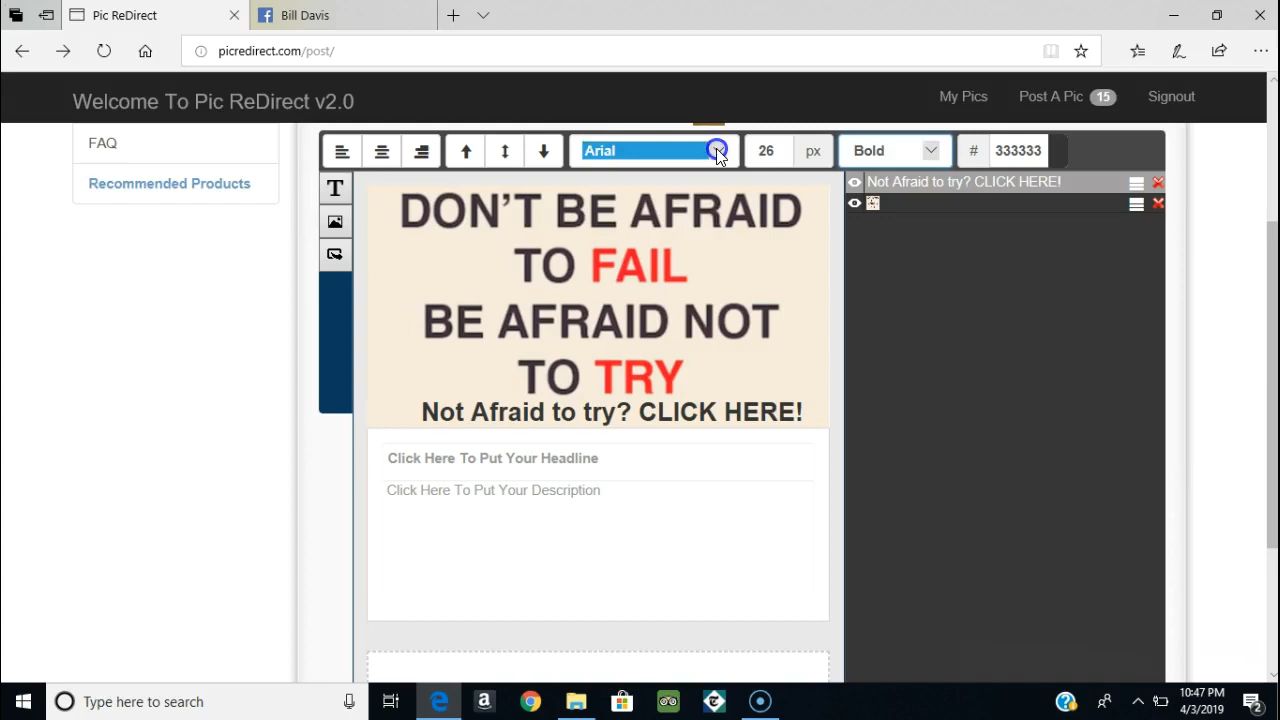 Pic ReDirect
Bill Davis
picredirect.com/post/
Welcome To Pic ReDirect v2.0
My Pics
Post A Pic 15
Signout
FAQ
Recommended Products
Arial
26 px
Bold
# 333333
T
Not Afraid to try? CLICK HERE!
DON'T BE AFRAID
TO FAIL
BE AFRAID NOT
TO TRY
Not Afraid to try? CLICK HERE!
Click Here To Put Your Headline
Click Here To Put Your Description
Type here to search
10:47 PM
4/3/2019
2